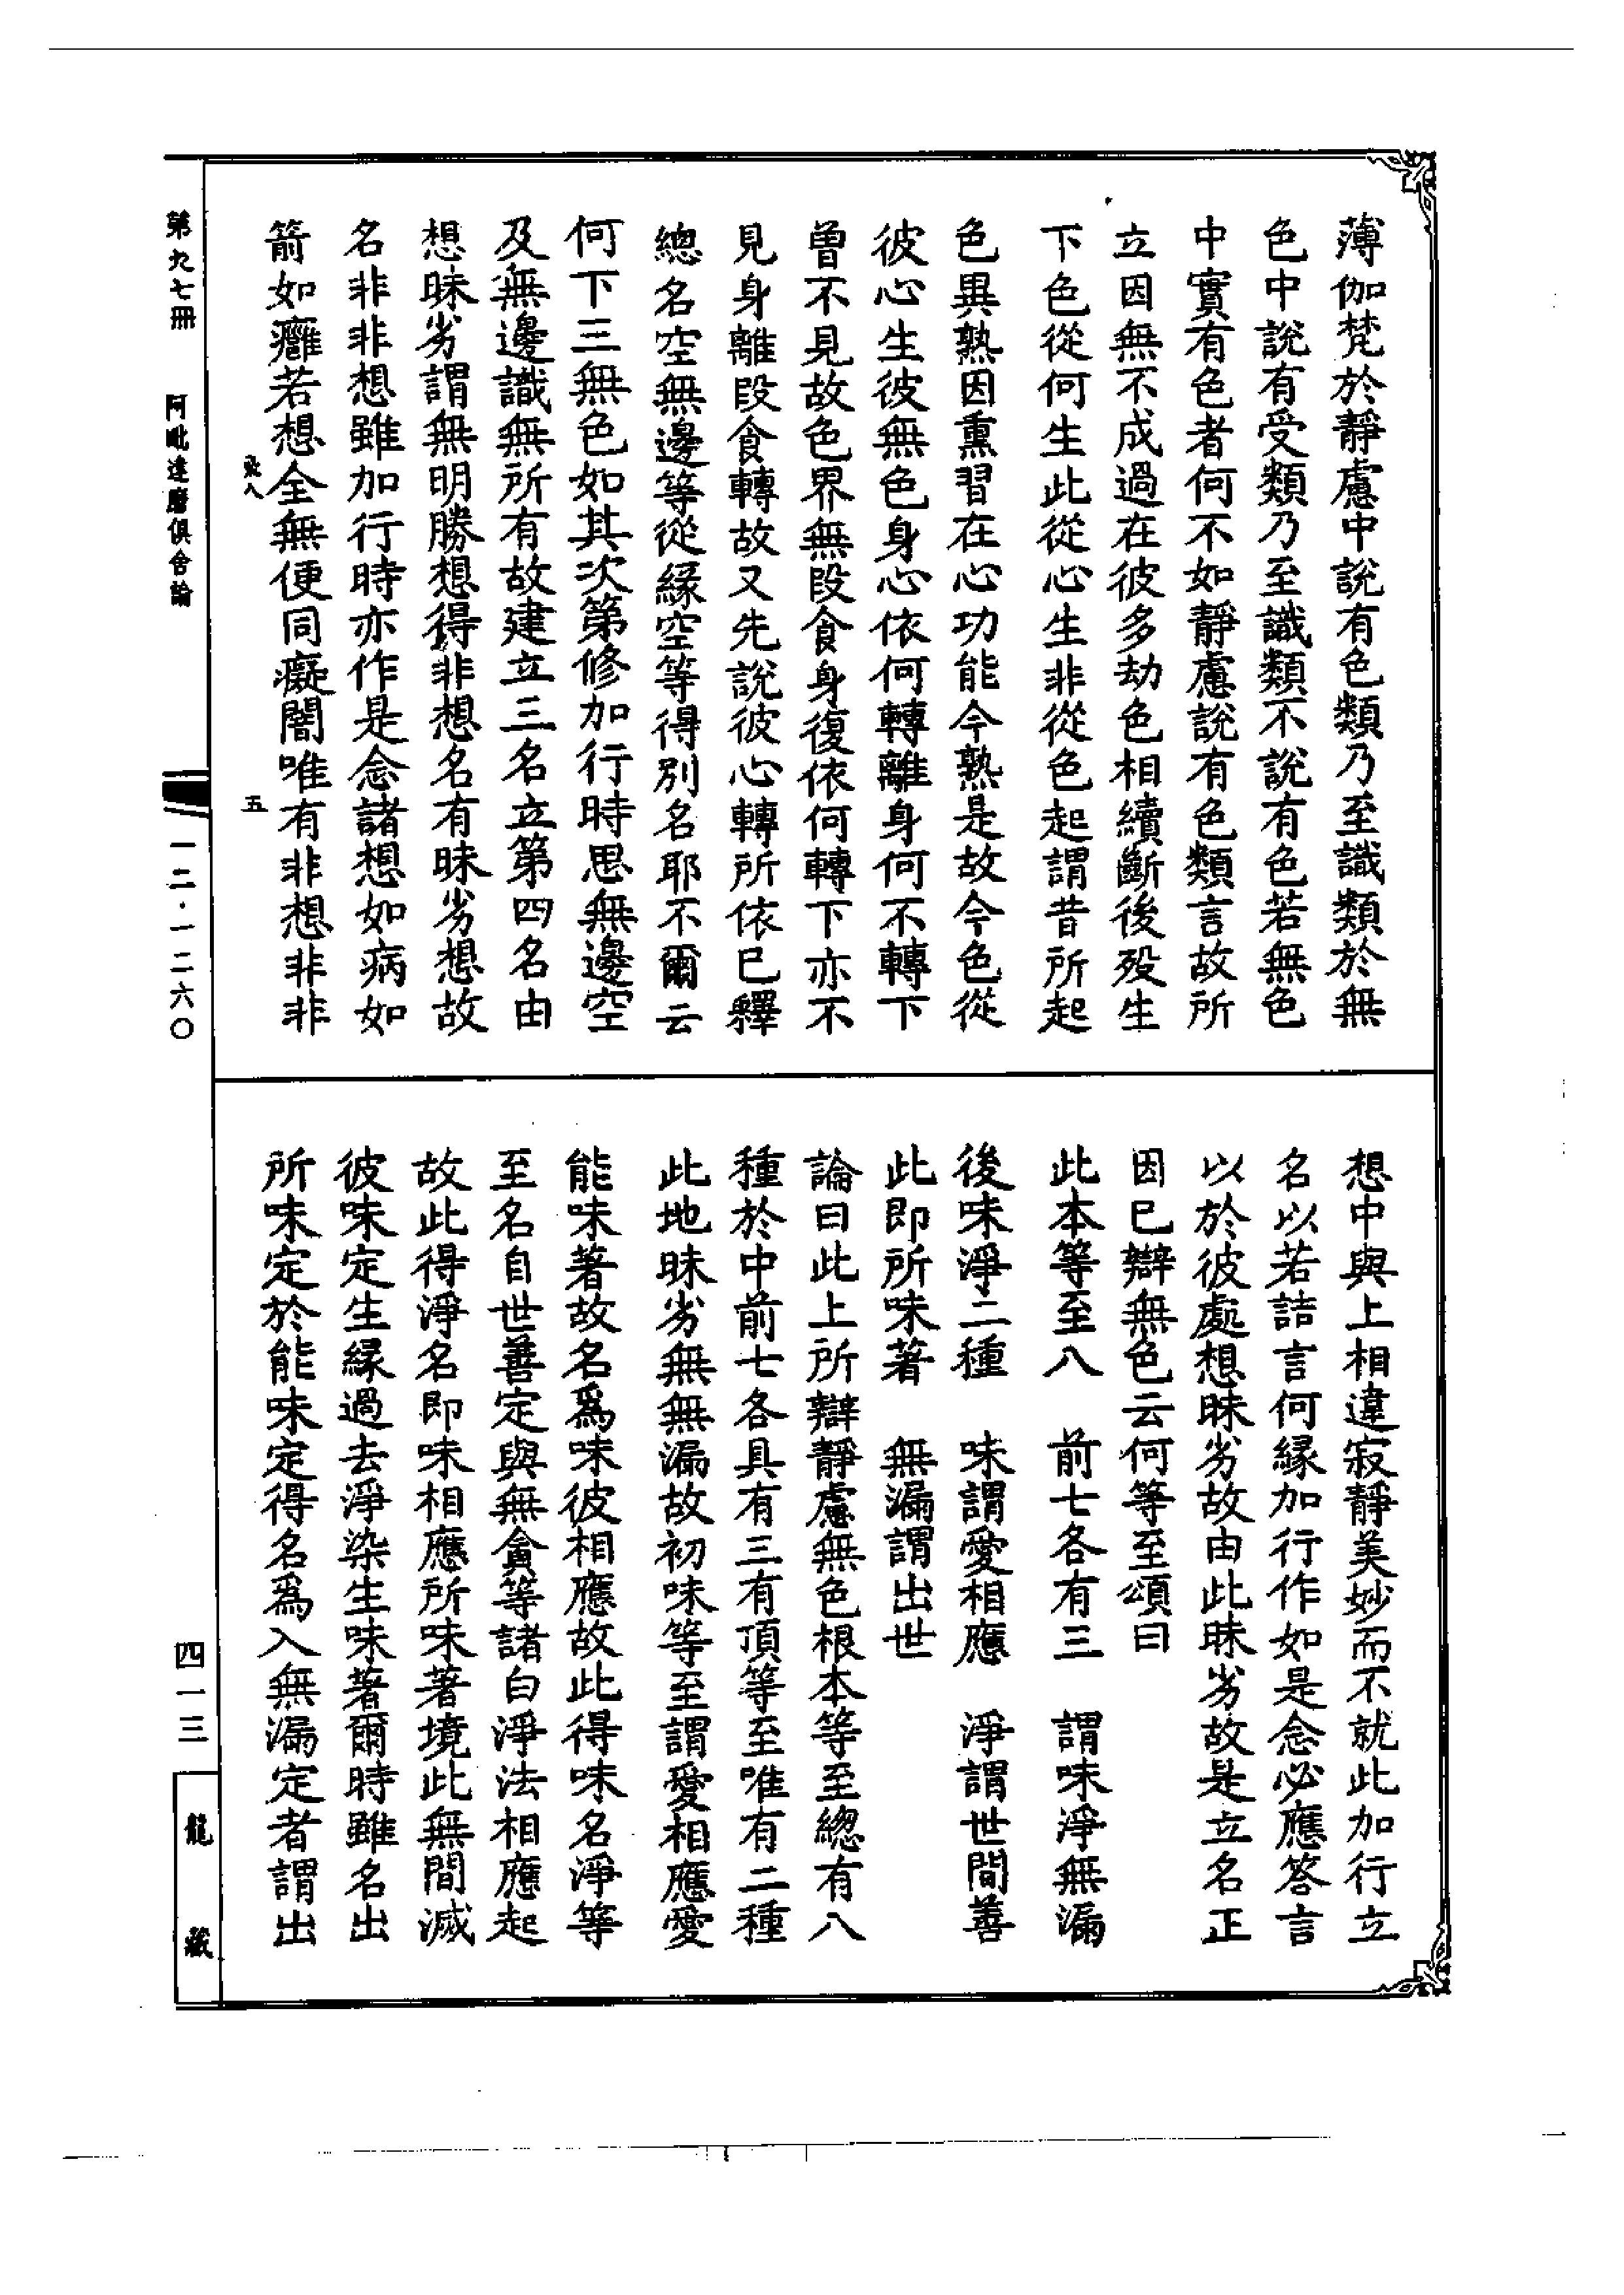 薄伽梵於靜慮中說有色類乃至識類於無
色中說有受類乃至識類不說有色若無色
中實有色者何不如靜慮說有色類言故所
立因無不成過在彼多劫色相續斷後歿生
下色從何生此從心生非從色起謂昔所起
色異熟因熏習在心功能今熟是故今色從
彼心生彼無色身心依何轉離身何不轉下
曾不見故色界無段食身復依何轉下亦不
見身離段食轉故又先說彼心轉所依已釋
總名空無邊等從緣空等得別名耶不爾云
何下三無色如其次第修加行時思無邊空
及無邊識無所有故建立三名立第四名由
想昧劣謂無明勝想得非想名有昧劣想故
名非非想雖加行時亦作是念諸想如病如
箭如癰若想全無便同癡闇唯有非想非非
想中與上相違寂靜美妙而不就此加行立
名以若詰言何緣加行作如是念必應答言
以於彼處想昧劣故由此昧劣故是立名正
因已辯無色云何等至頌曰
此本等至八　前七各有三　謂味淨無漏
後味淨二種　味謂愛相應　淨謂世間善
此即所味著　無漏謂出世
論曰此上所辯靜慮無色根本等至總有八
種於中前七各具有三有頂等至唯有二種
此地昧劣無無漏故初味等至謂愛相應愛
能味著故名爲味彼相應故此得味名淨等
至名自世善定與無貪等諸白淨法相應起
故此得淨名即味相應所味著境此無間滅
彼味定生緣過去淨染生味著爾時雖名出
所味定於能味定得名爲入無漏定者謂出
第九七冊　阿毗達磨俱舍論
五
一二·一二六〇
四一三
龍藏